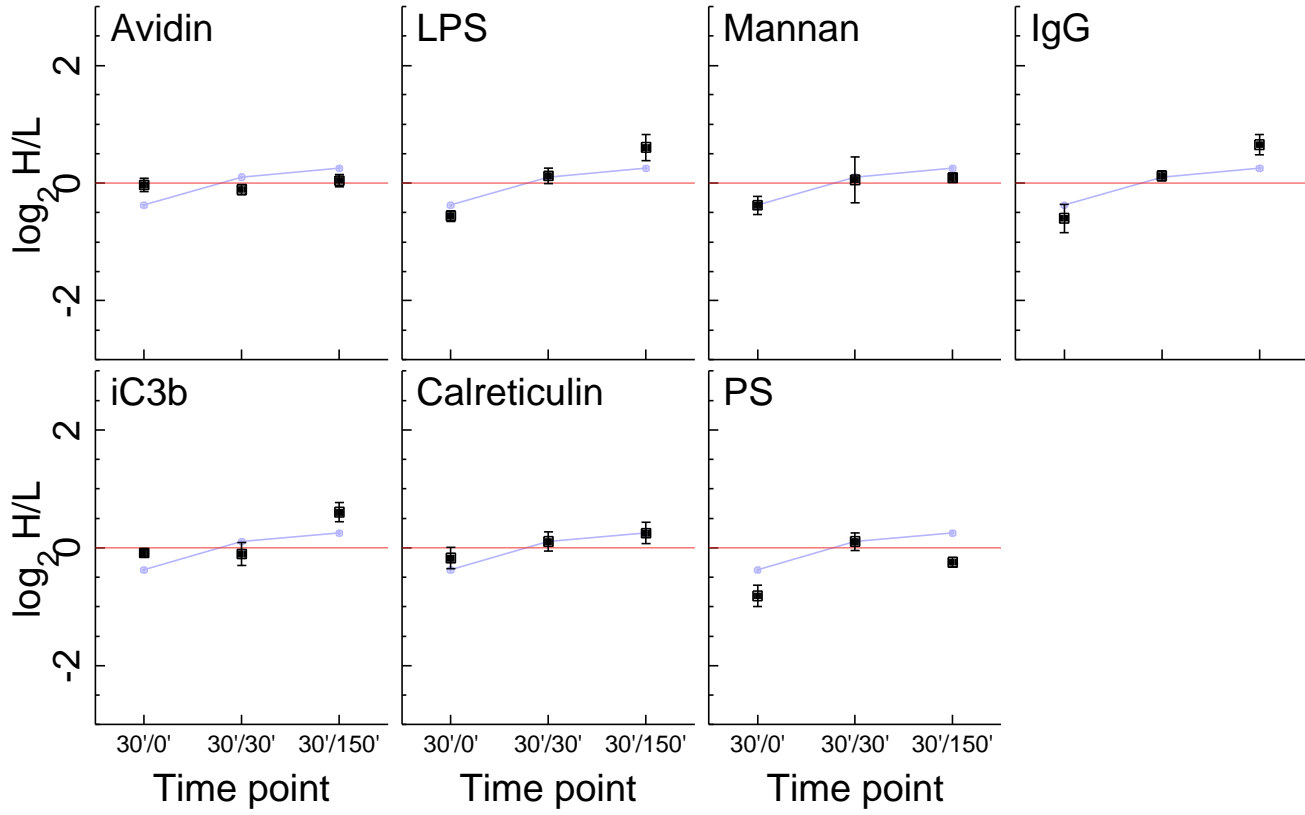 Avidin LPS Mannan IgG
2
0
-2
log2 H/L
iC3b Calreticulin PS
2
0
-2
log2 H/L
30'/0' 30'/30' 30'/150' 30'/0' 30'/30' 30'/150' 30'/0' 30'/30' 30'/150'
Time point Time point Time point